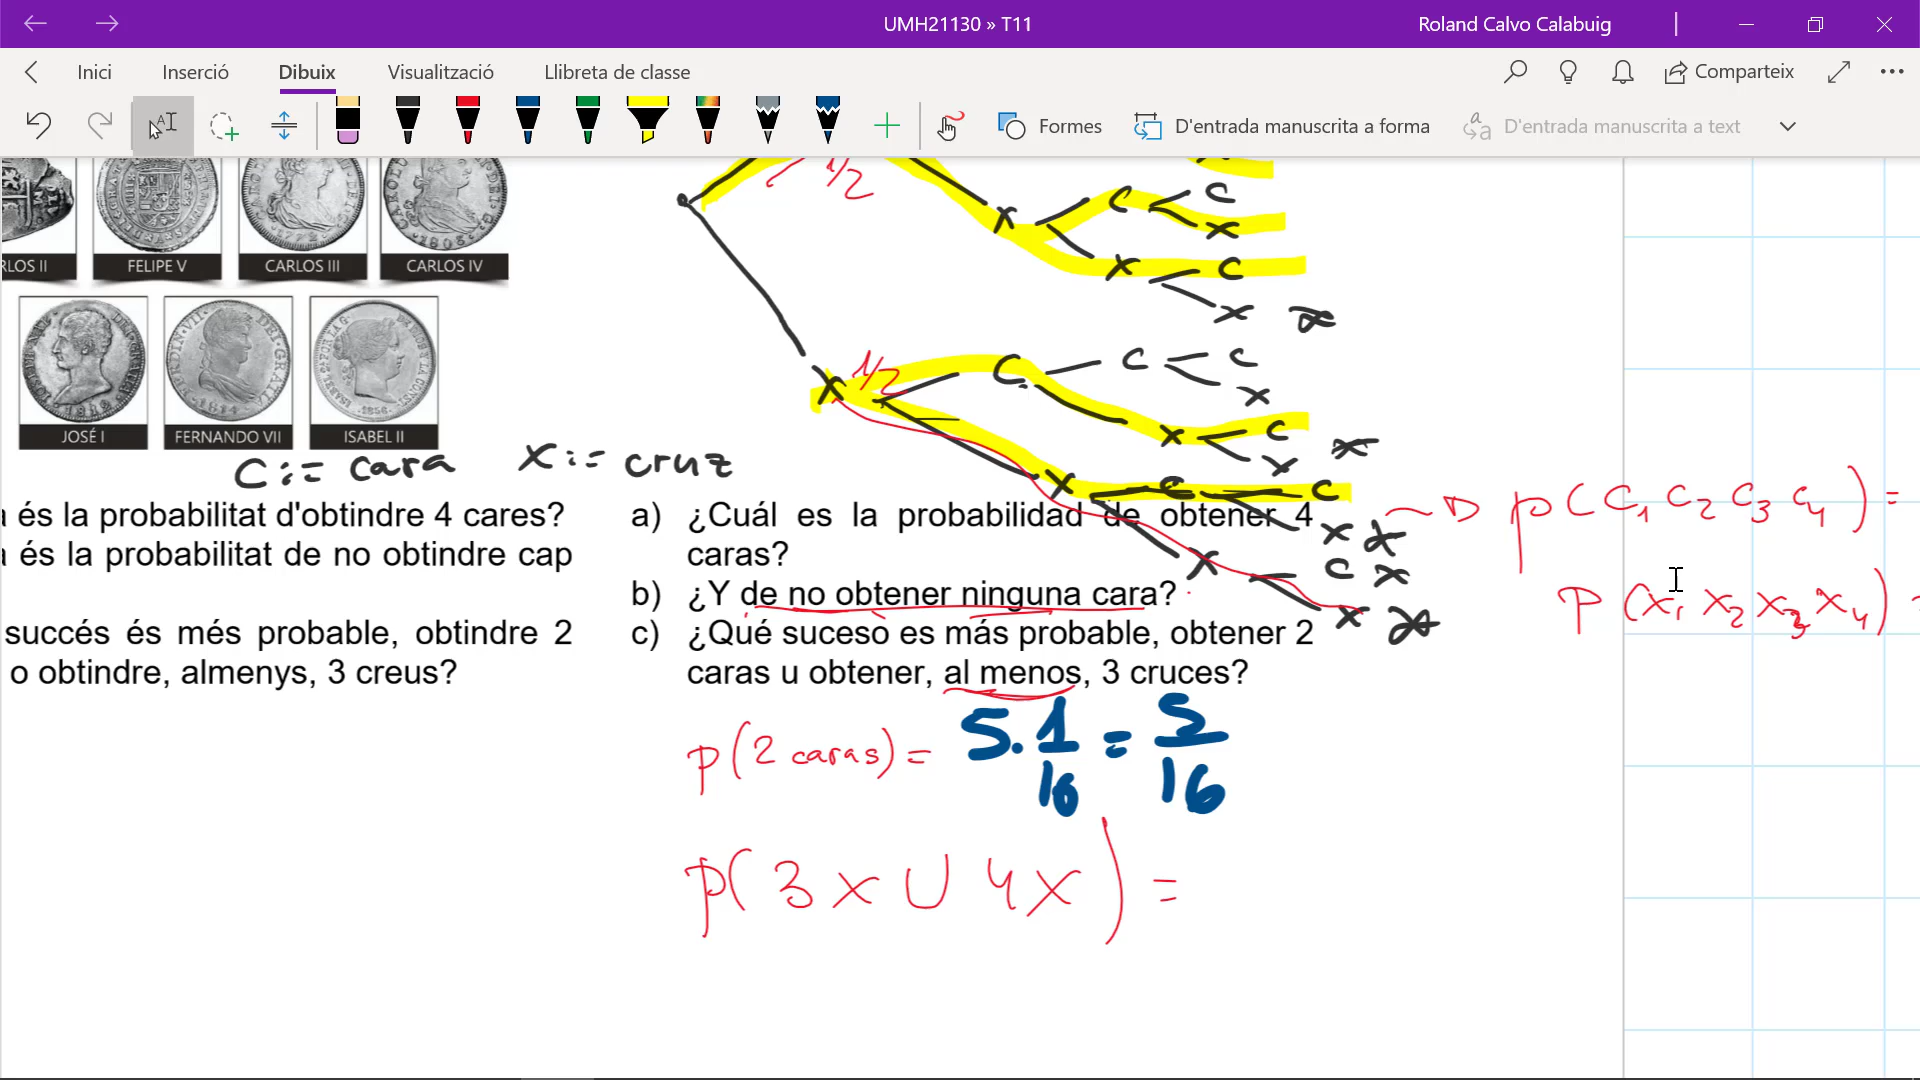 UMH21130 » T11
Roland Calvo Calabuig
Inici Inserció Dibuix Visualització Llibreta de classe
Comparteix
Formes D'entrada manuscrita a forma D'entrada manuscrita a text
1/2
C C
X
X
X C
X
RLOS II FELIPE V CARLOS III CARLOS IV
X 1/2
C C C
X
X C
X
X C C
X
X C
X
JOSÉ I FERNANDO VII ISABEL II
C := cara X := cruz
és la probabilitat d'obtindre 4 cares?
és la probabilitat de no obtindre cap
succés és més probable, obtindre 2
o obtindre, almenys, 3 creus?
a) ¿Cuál es la probabilidad de obtener 4
caras?
b) ¿Y de no obtener ninguna cara?
c) ¿Qué suceso es más probable, obtener 2
caras u obtener, al menos, 3 cruces?
p(C₁ C₂ C₃ C₄) =
P(X₁ X₂ X₃ X₄)
p(2 caras) = 5·1/16 = 5/16
p(3X ∪ 4X) =